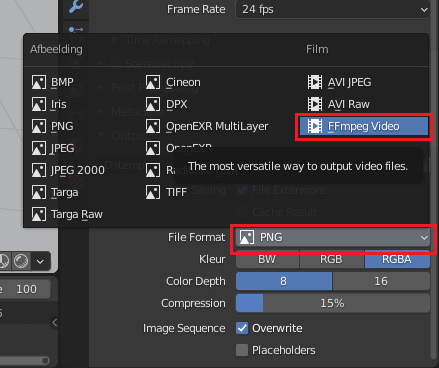 Frame Rate 24 fps
Time Remapping
Afbeelding Film
BMP Cineon AVI JPEG
Iris DPX AVI Raw
PNG OpenEXR MultiLayer FFmpeg Video
JPEG OpenEXR
JPEG 2000
The most versatile way to output video files.
Targa TIFF
Saving File Extensions
Targa Raw Cache Result
File Format PNG
Kleur BW RGB RGBA
100 Color Depth 8 16
Compression 15%
Image Sequence Overwrite
Placeholders